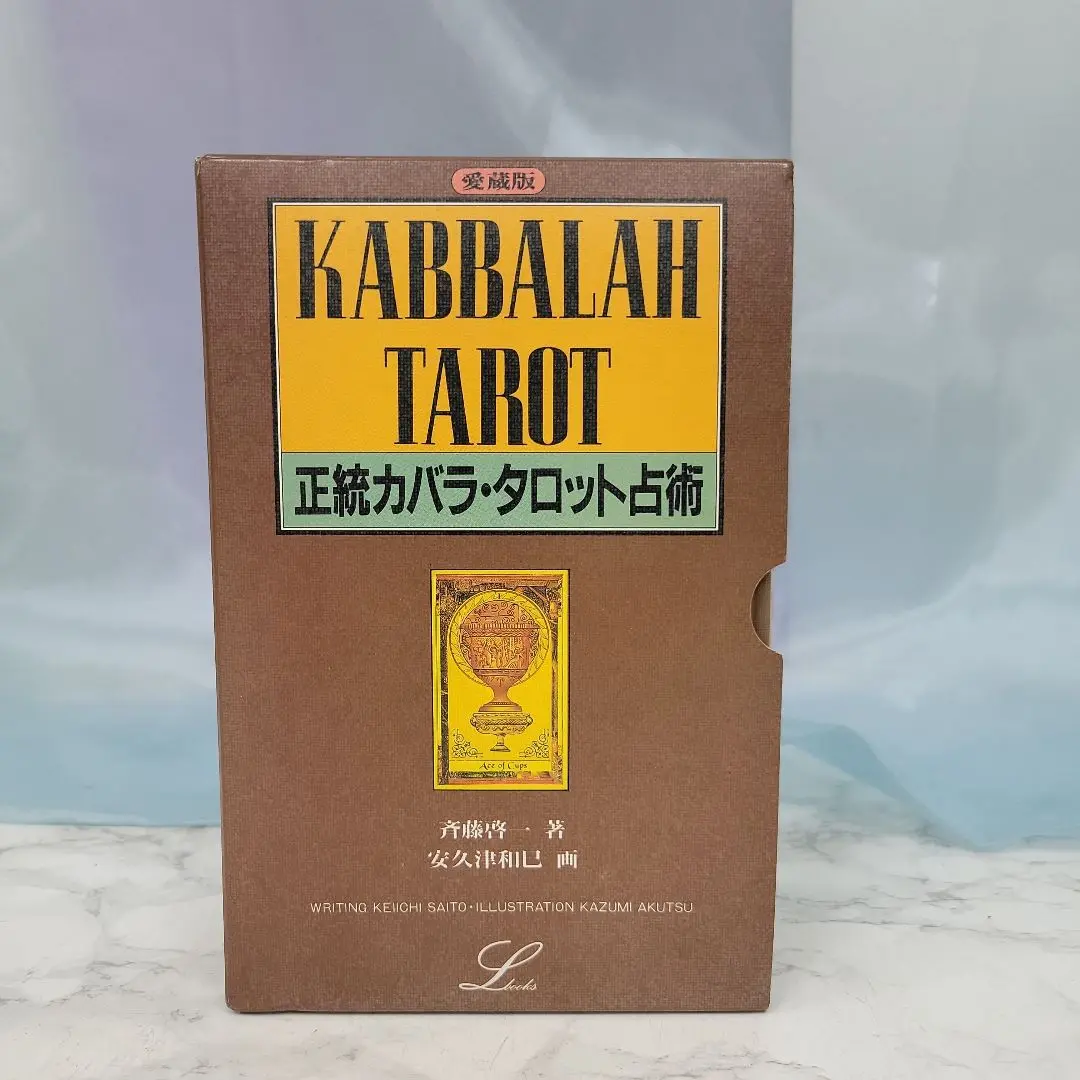 愛蔵版
KABBALAH
TAROT
正統カバラ・タロット占術
Ace of Cups
斉藤啓一 著
安久津和巳 画
WRITING KEIICHI SAITO・ILLUSTRATION KAZUMI AKUTSU
L books